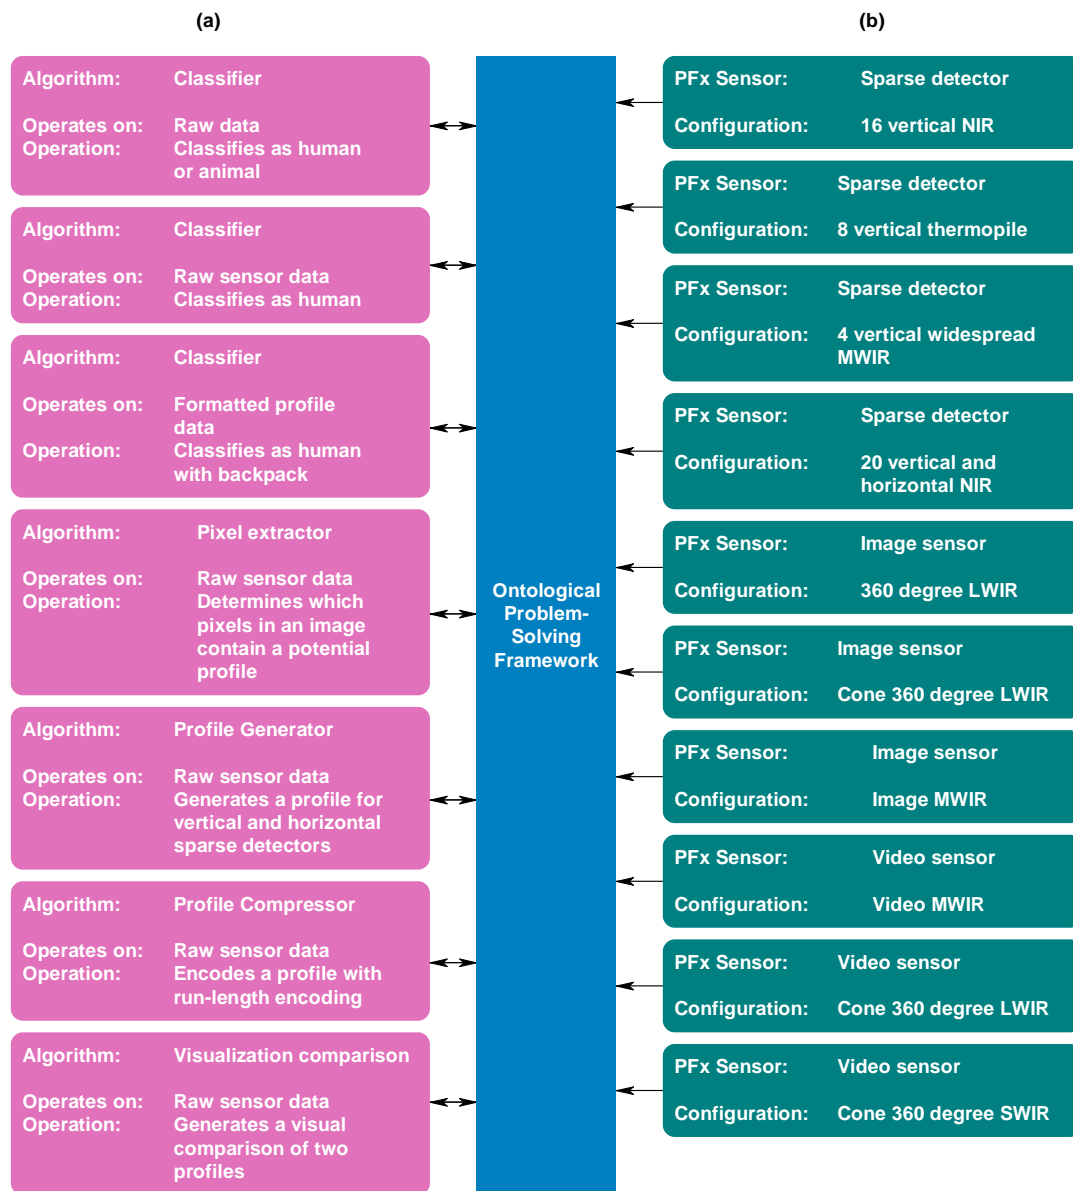 (a)
(b)
Algorithm: Classifier
Operates on: Raw data
Operation: Classifies as human
or animal
Algorithm: Classifier
Operates on: Raw sensor data
Operation: Classifies as human
Algorithm: Classifier
Operates on: Formatted profile
data
Operation: Classifies as human
with backpack
Algorithm: Pixel extractor
Operates on: Raw sensor data
Operation: Determines which
pixels in an image
contain a potential
profile
Algorithm: Profile Generator
Operates on: Raw sensor data
Operation: Generates a profile for
vertical and horizontal
sparse detectors
Algorithm: Profile Compressor
Operates on: Raw sensor data
Operation: Encodes a profile with
run-length encoding
Algorithm: Visualization comparison
Operates on: Raw sensor data
Operation: Generates a visual
comparison of two
profiles
Ontological
Problem-
Solving
Framework
PFx Sensor: Sparse detector
Configuration: 16 vertical NIR
PFx Sensor: Sparse detector
Configuration: 8 vertical thermopile
PFx Sensor: Sparse detector
Configuration: 4 vertical widespread
MWIR
PFx Sensor: Sparse detector
Configuration: 20 vertical and
horizontal NIR
PFx Sensor: Image sensor
Configuration: 360 degree LWIR
PFx Sensor: Image sensor
Configuration: Cone 360 degree LWIR
PFx Sensor: Image sensor
Configuration: Image MWIR
PFx Sensor: Video sensor
Configuration: Video MWIR
PFx Sensor: Video sensor
Configuration: Cone 360 degree LWIR
PFx Sensor: Video sensor
Configuration: Cone 360 degree SWIR